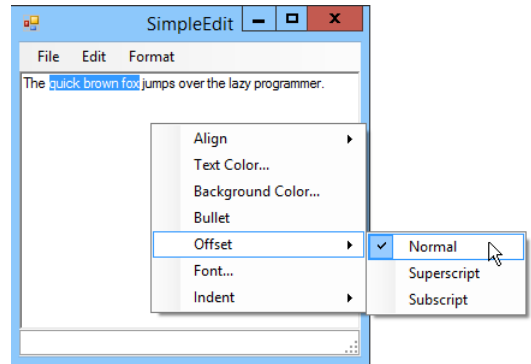 SimpleEdit
File Edit Format
The quick brown fox jumps over the lazy programmer.
Align
Text Color...
Background Color...
Bullet
Offset
Normal
Font...
Superscript
Indent
Subscript